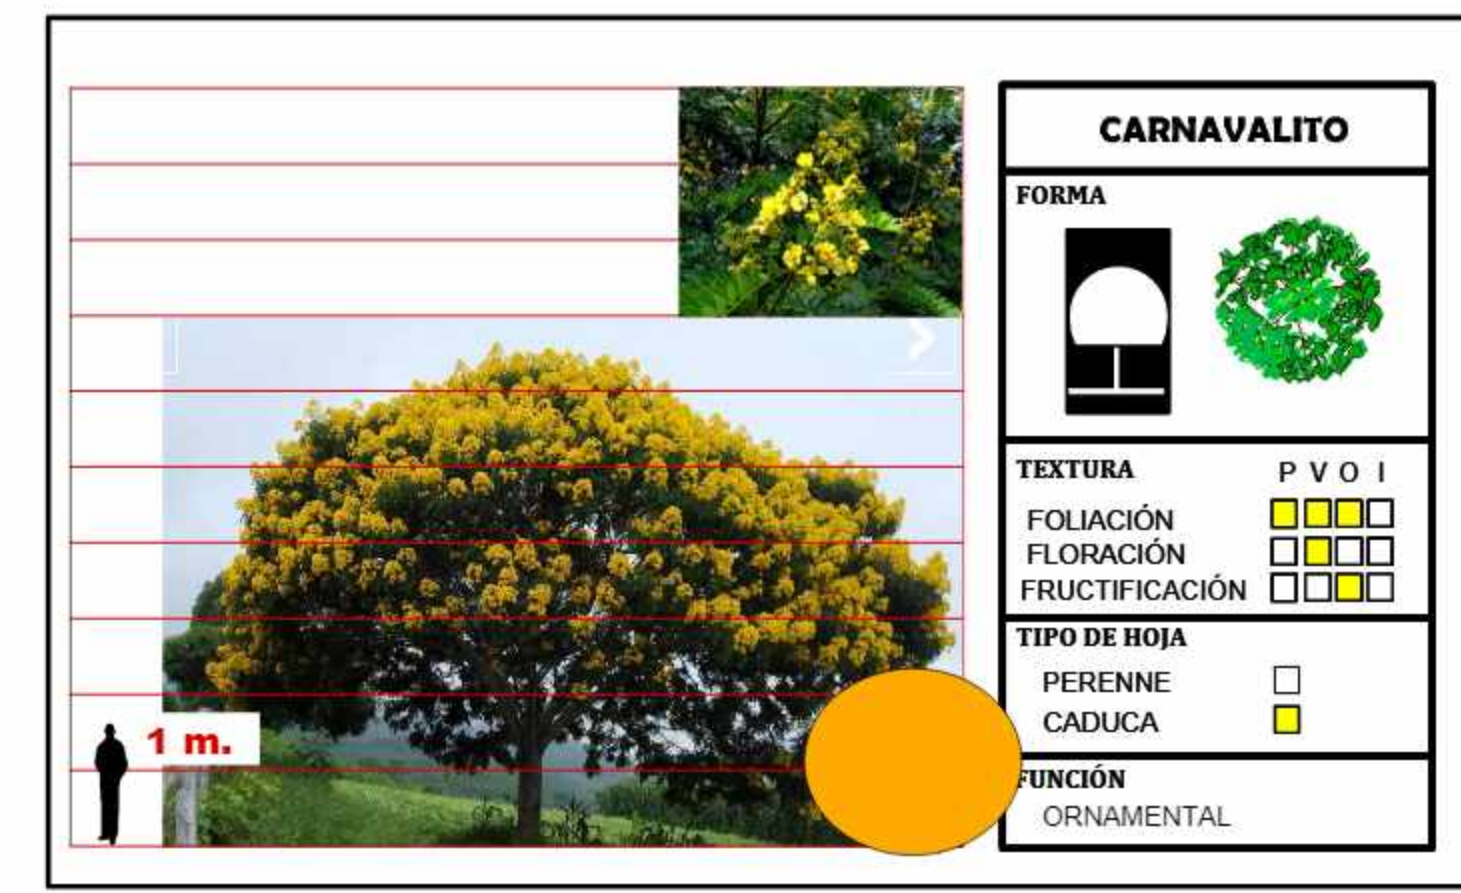 CARNAVALITO
FORMA
TEXTURA P V O I
FOLIACIÓN
FLORACIÓN
FRUCTIFICACIÓN
TIPO DE HOJA
PERENNE
CADUCA
FUNCIÓN
ORNAMENTAL
1 m.